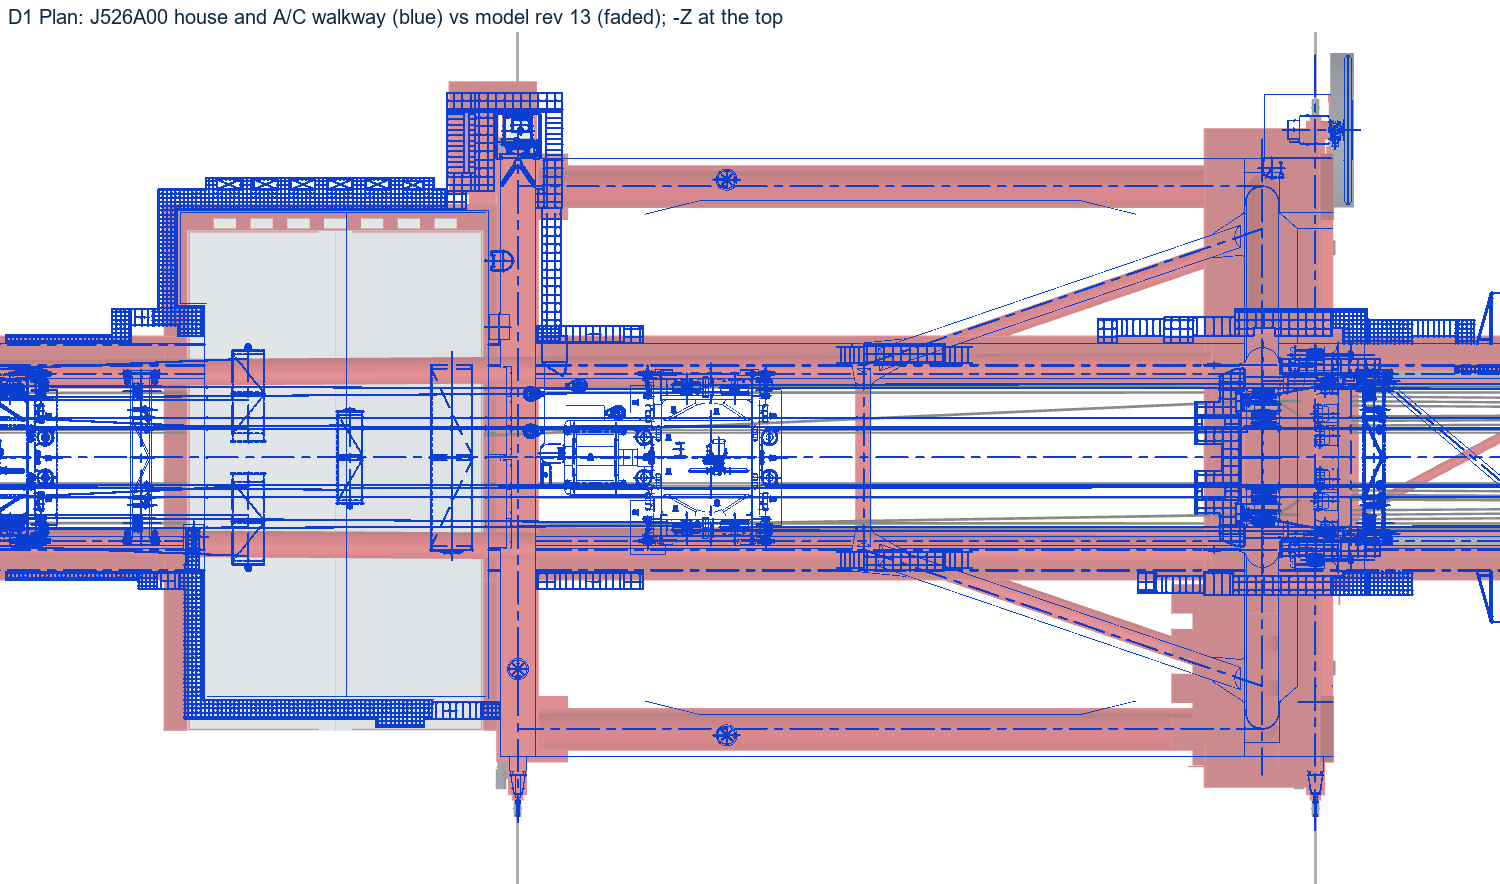 D1 Plan: J526A00 house and A/C walkway (blue) vs model rev 13 (faded); -Z at the top